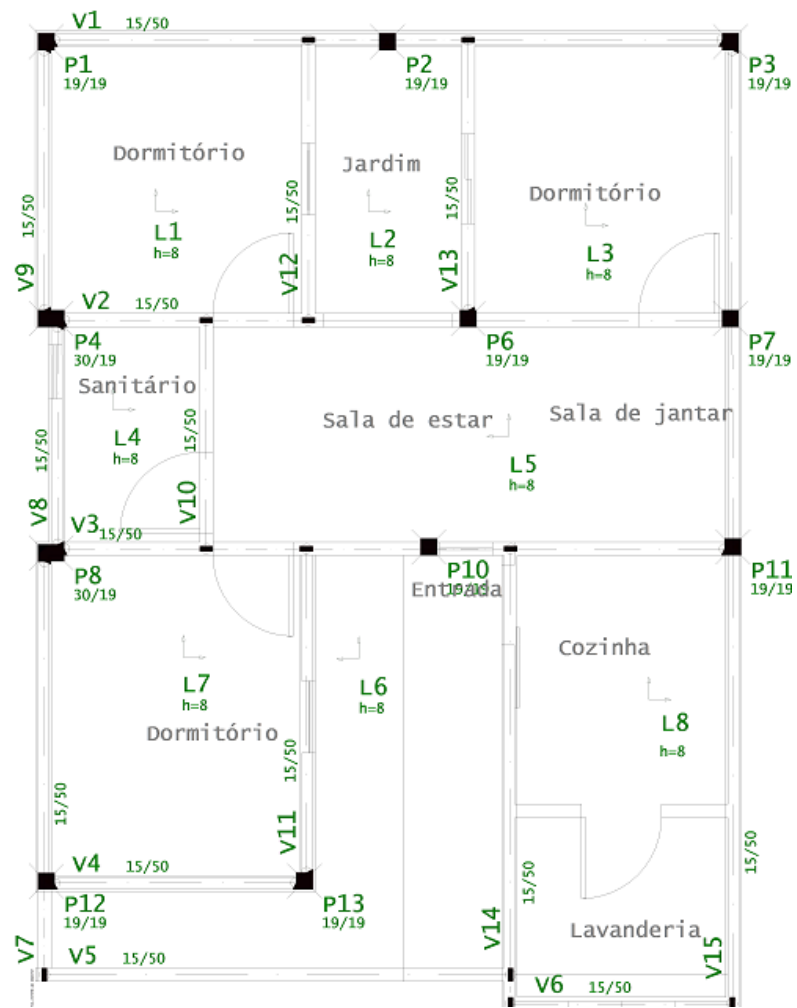 V1 15/50
P1
19/19
P2
19/19
P3
19/19
Dormitório
Jardim
Dormitório
15/50
15/50
15/50
L1
h=8
L2
h=8
L3
h=8
V9
V12
V13
V2 15/50
P4
30/19
P6
19/19
P7
19/19
Sanitário
Sala de estar
Sala de jantar
15/50
15/50
L4
h=8
L5
h=8
V8
V10
V3
15/50
P8
30/19
P10
19/19
P11
19/19
Entrada
Cozinha
L7
h=8
L6
h=8
L8
h=8
Dormitório
15/50
15/50
15/50
15/50
V11
V4 15/50
P12
19/19
P13
19/19
Lavanderia
V7
V5 15/50
V14
V15
V6 15/50